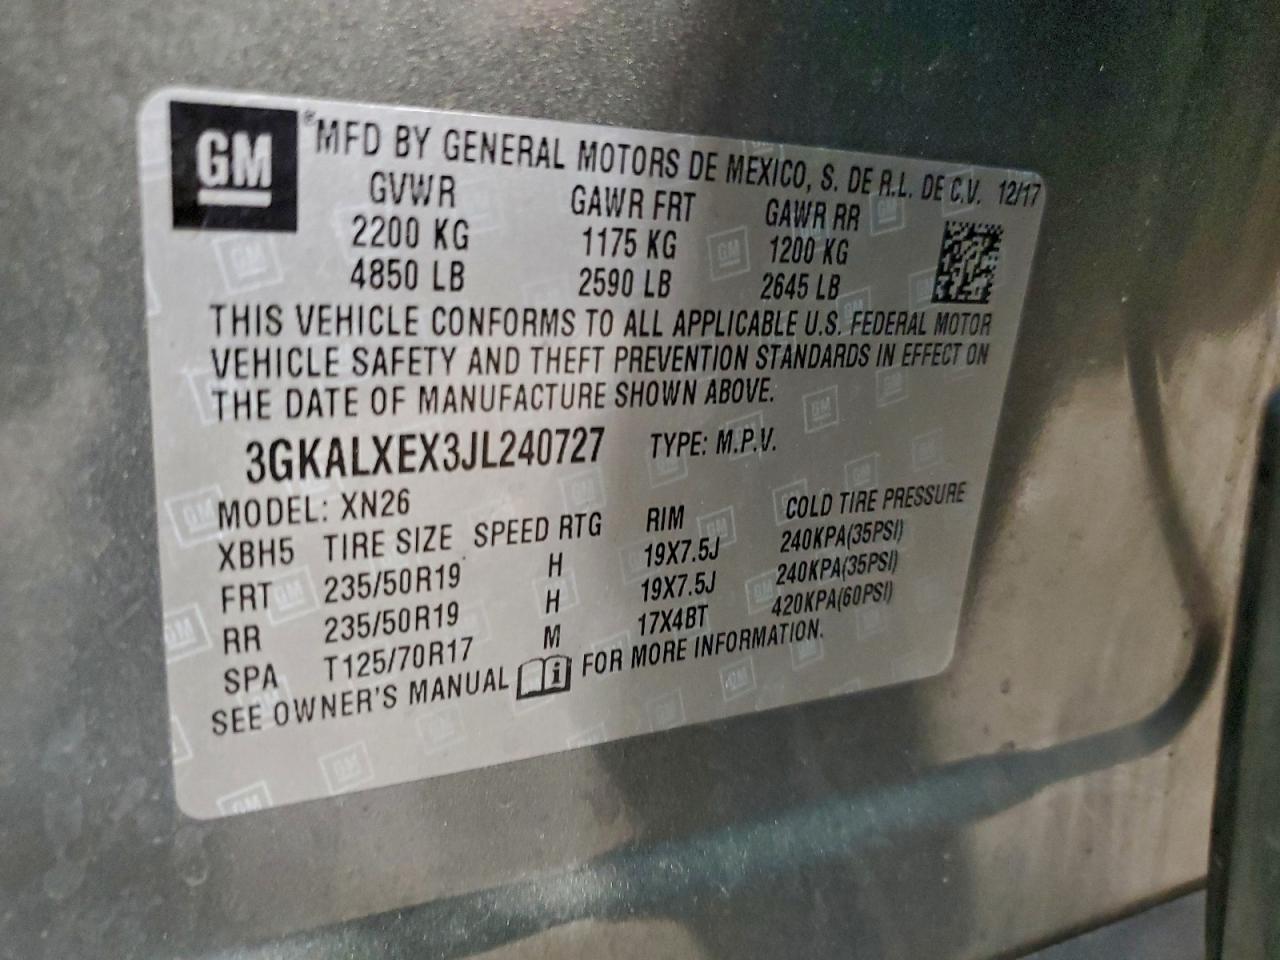 GM ® MFD BY GENERAL MOTORS DE MEXICO, S. DE R.L. DE C.V. 12/17
GVWR GAWR FRT GAWR RR
2200 KG 1175 KG 1200 KG
4850 LB 2590 LB 2645 LB
THIS VEHICLE CONFORMS TO ALL APPLICABLE U.S. FEDERAL MOTOR
VEHICLE SAFETY AND THEFT PREVENTION STANDARDS IN EFFECT ON
THE DATE OF MANUFACTURE SHOWN ABOVE.
3GKALXEX3JL240727 TYPE: M.P.V.
MODEL: XN26
XBH5 TIRE SIZE SPEED RTG RIM COLD TIRE PRESSURE
FRT 235/50R19 H 19X7.5J 240KPA(35PSI)
RR 235/50R19 H 19X7.5J 240KPA(35PSI)
SPA T125/70R17 M 17X4BT 420KPA(60PSI)
SEE OWNER'S MANUAL FOR MORE INFORMATION.